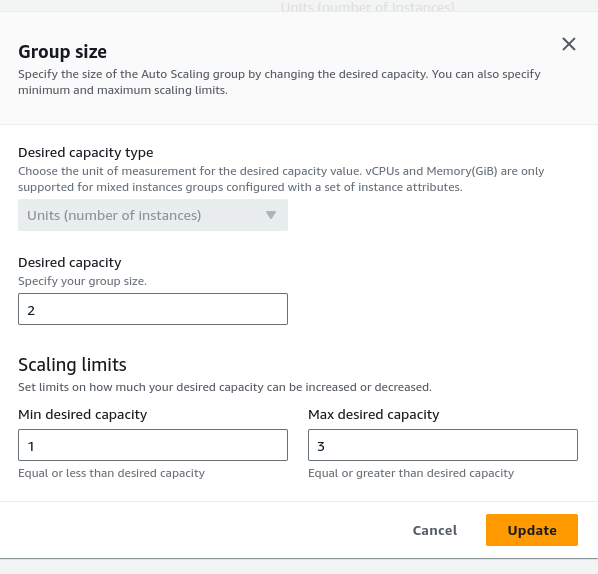 Units (number of instances)
Group size
Specify the size of the Auto Scaling group by changing the desired capacity. You can also specify
minimum and maximum scaling limits.
Desired capacity type
Choose the unit of measurement for the desired capacity value. vCPUs and Memory(GiB) are only
supported for mixed instances groups configured with a set of instance attributes.
Units (number of instances)
Desired capacity
Specify your group size.
2
Scaling limits
Set limits on how much your desired capacity can be increased or decreased.
Min desired capacity
Max desired capacity
1
3
Equal or less than desired capacity
Equal or greater than desired capacity
Cancel
Update